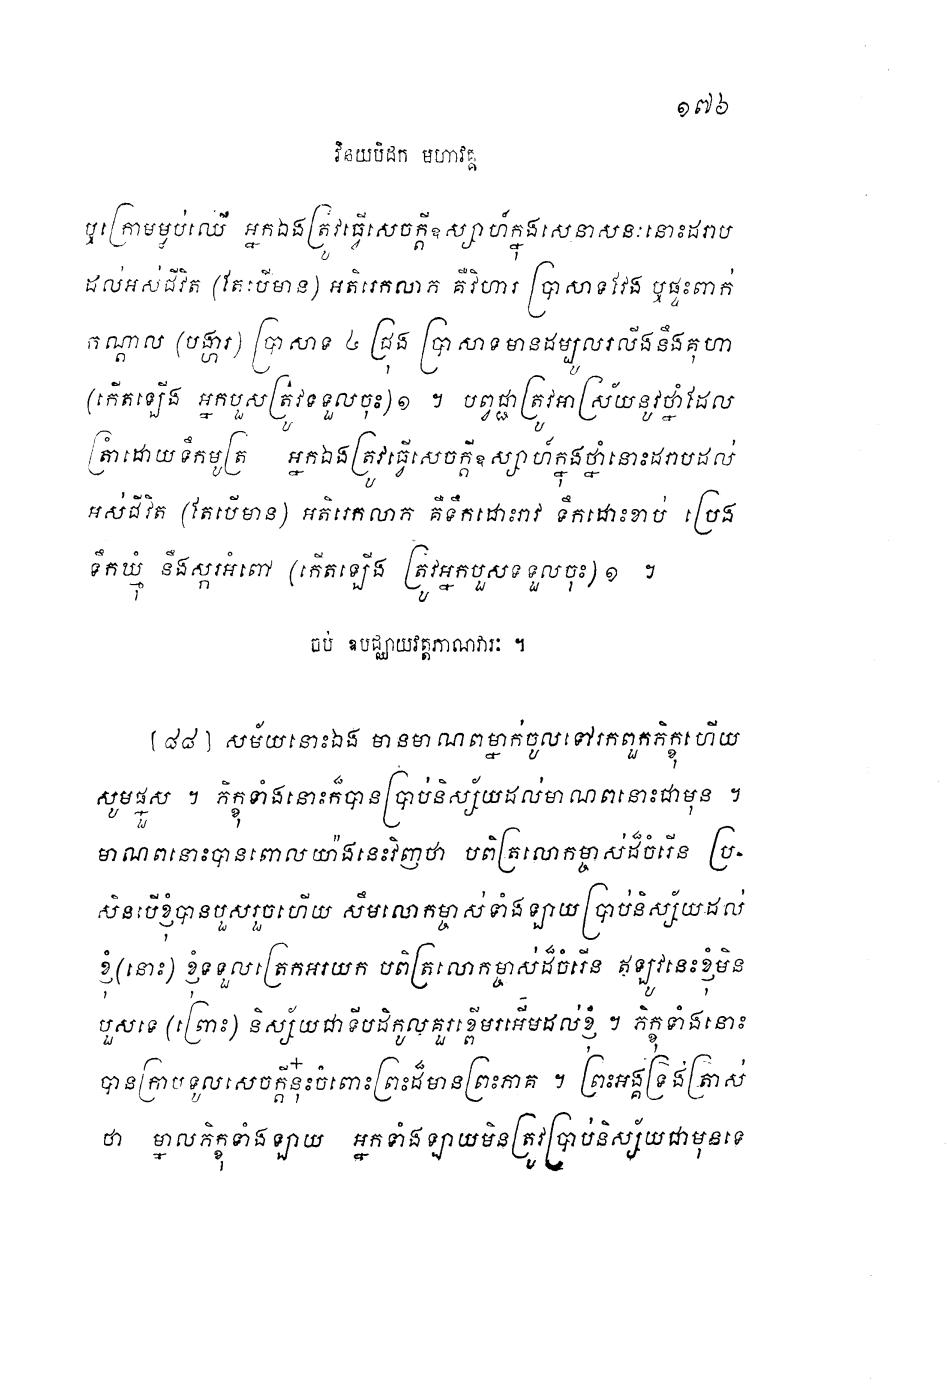 ១៧៦
វិនយបិដក មហាវគ្គ
ឬក្រោមម្លប់ឈើ អ្នកឯងត្រូវធ្វើសេចក្តីឧស្សាហ៍ក្នុងសេនាសនៈនោះដរាប
ដល់អស់ជីវិត (តែបើមាន) អតិរេកលាភ គឺវិហារ ប្រាសាទវែង ឬផ្ទះពាក់
កណ្តាល (បង្ហារ) ប្រាសាទ ៤ ជ្រុង ប្រាសាទមានដម្បូលរលីងនឹងគុហា
(កើតឡើង អ្នកបួសត្រូវទទួលចុះ)១ ។ បព្វជ្ជាត្រូវអាស្រ័យនូវថ្នាំដែល
ត្រាំដោយទឹកមូត្រ អ្នកឯងត្រូវធ្វើសេចក្តីឧស្សាហ៍ក្នុងថ្នាំនោះដរាបដល់
អស់ជីវិត (តែបើមាន) អតិរេកលាភ គឺទឹកដោះរាវ ទឹកដោះខាប់ ប្រេង
ទឹកឃ្មុំ នឹងស្ករអំពៅ (កើតឡើង ត្រូវអ្នកបួសទទួលចុះ)១ ។
ចប់ ឧបជ្ឈាយវត្តភាណវារៈ ។
[៨៨] សម័យនោះឯង មានមាណពម្នាក់ចូលទៅរកពួកភិក្ខុហើយ
សូមផ្នួស ។ ភិក្ខុទាំងនោះក៏បានប្រាប់និស្ស័យដល់មាណពនោះជាមុន ។
មាណពនោះបានពោលយ៉ាងនេះវិញថា បពិត្រលោកម្ចាស់ដ៏ចំរើន ប្រ-
សិនបើខ្ញុំបានបួសរួចហើយ សឹមលោកម្ចាស់ទាំងឡាយប្រាប់និស្ស័យដល់
ខ្ញុំ(នោះ) ខ្ញុំទទួលត្រេកអរយក បពិត្រលោកម្ចាស់ដ៏ចំរើន ឥឡូវនេះខ្ញុំមិន
បួសទេ (ព្រោះ) និស្ស័យជាទីបដិកូលគួរខ្ពើមរអើមដល់ខ្ញុំ ។ ភិក្ខុទាំងនោះ
បានក្រាបទូលសេចក្តីនុ៎ះចំពោះព្រះដ៏មានព្រះភាគ ។ ព្រះអង្គទ្រង់ត្រាស់
ថា ម្នាលភិក្ខុទាំងឡាយ អ្នកទាំងឡាយមិនត្រូវប្រាប់និស្ស័យជាមុនទេ